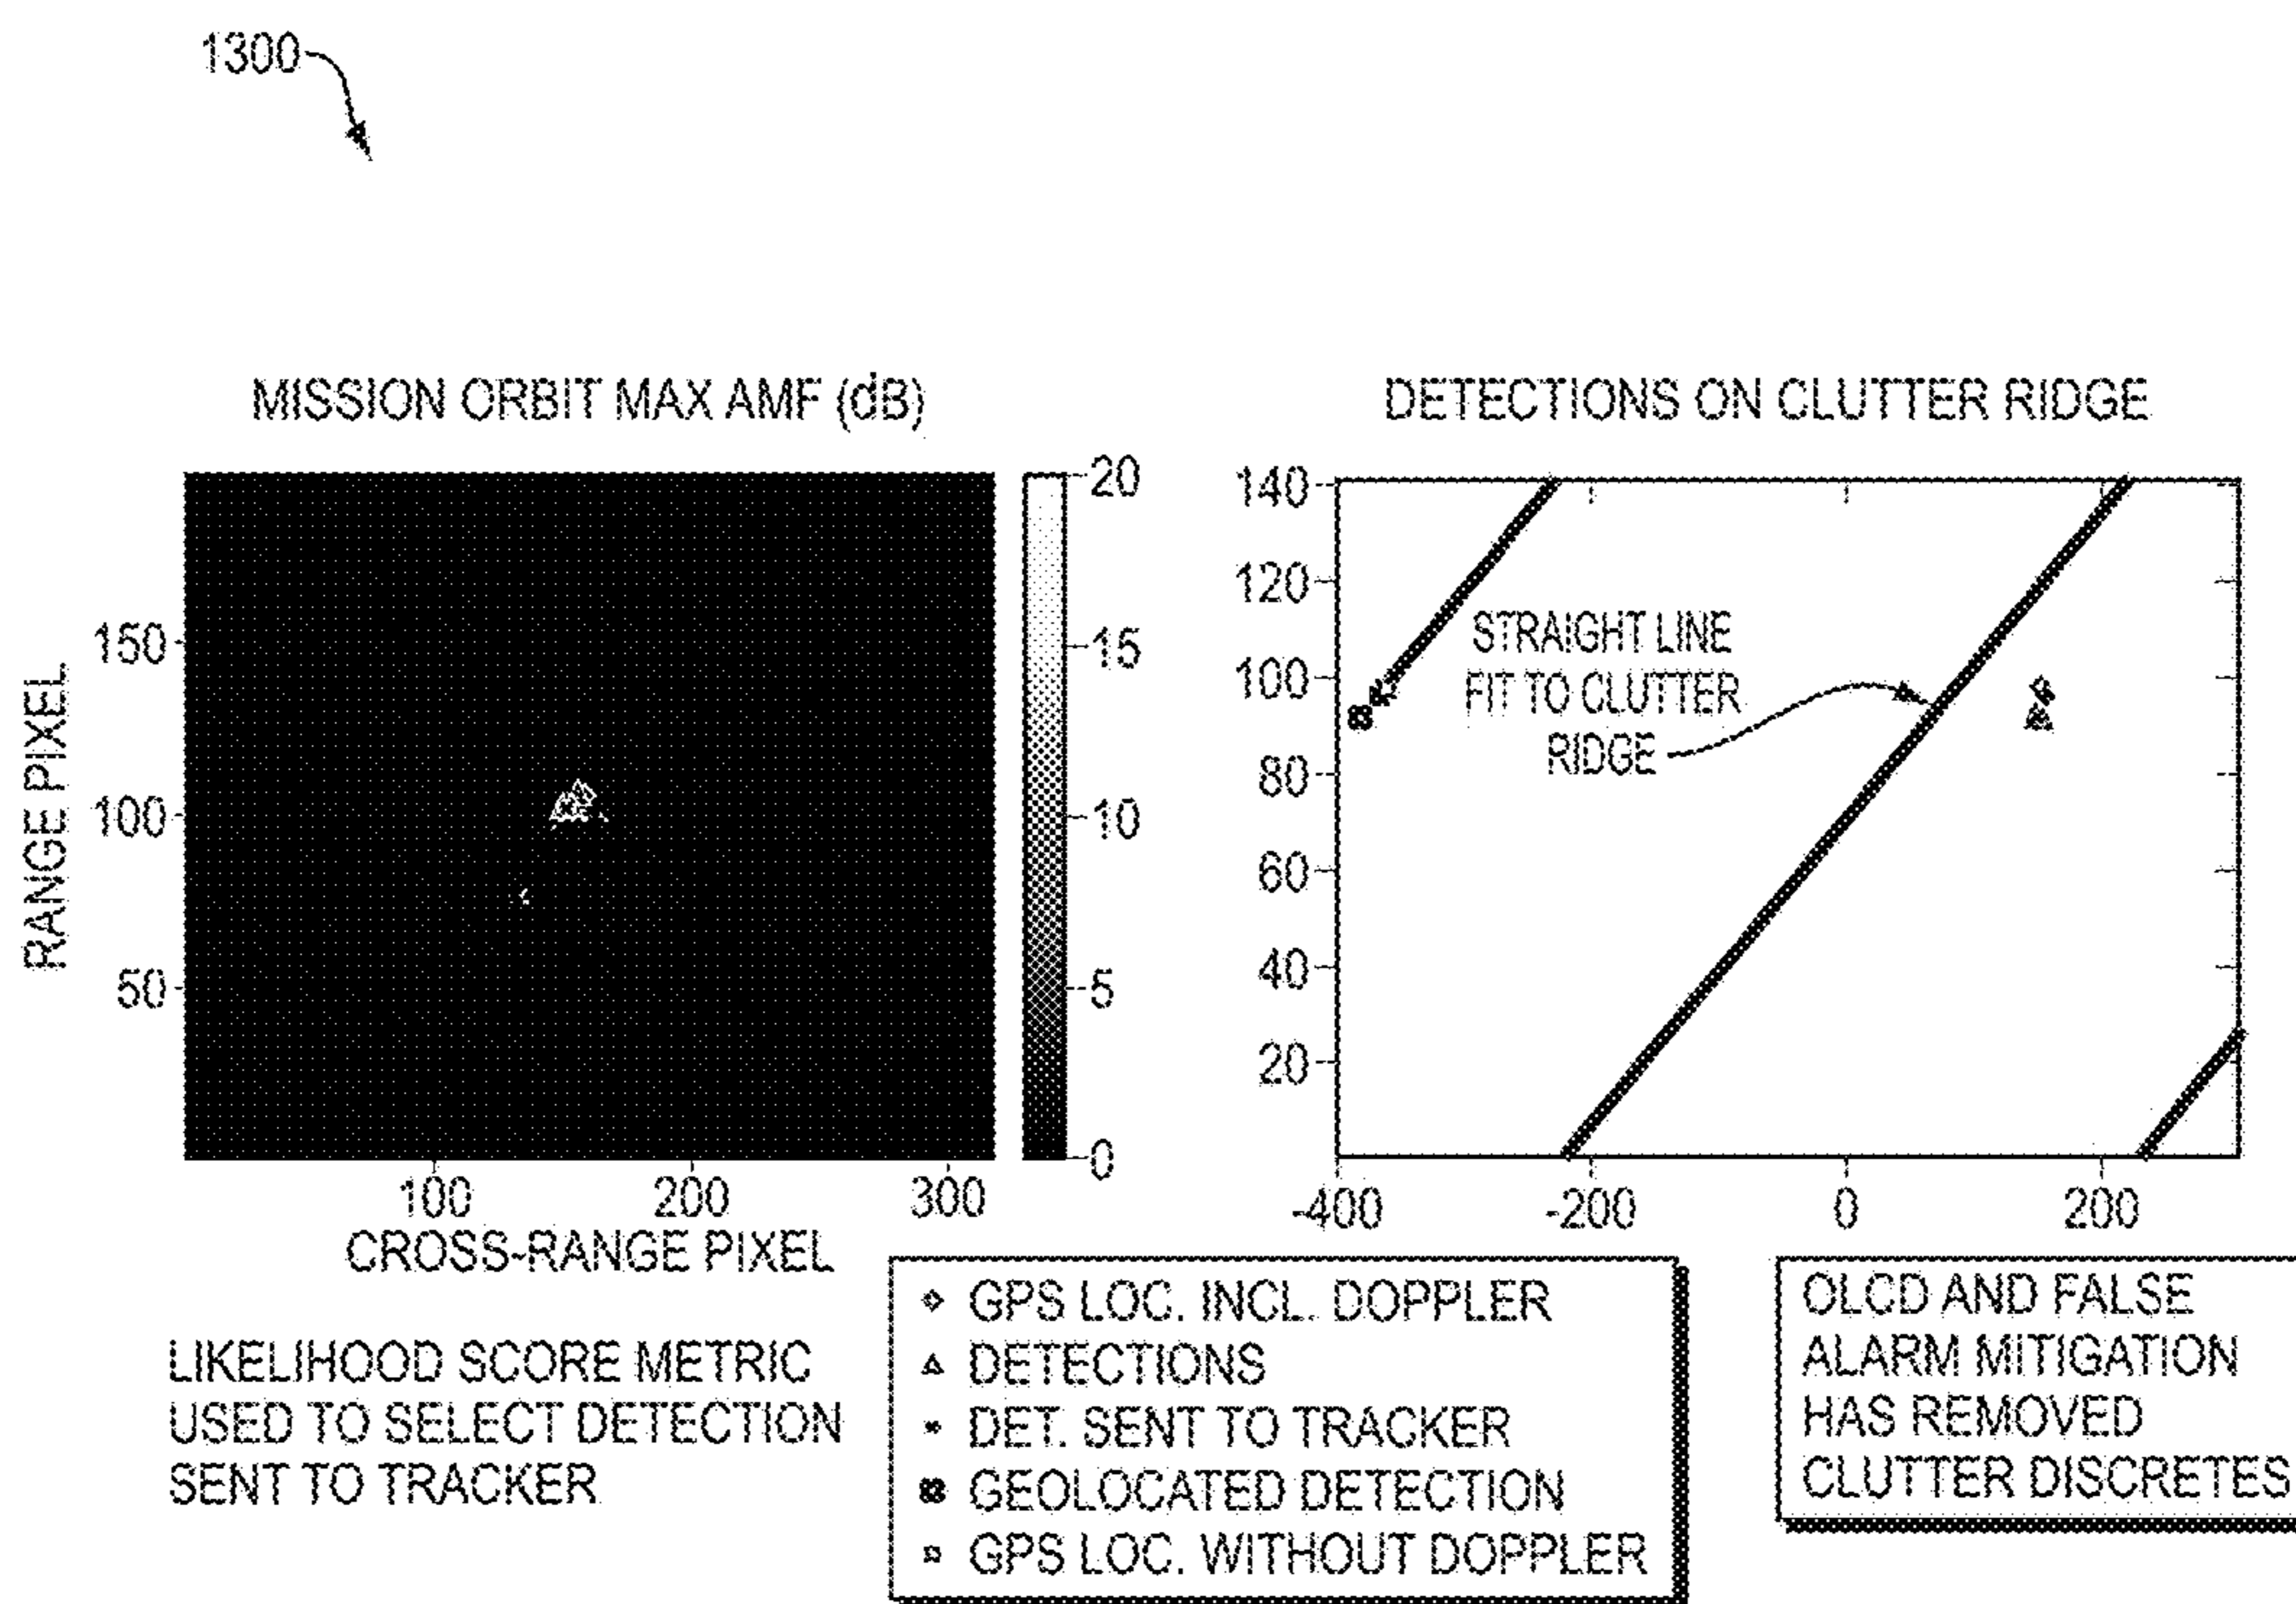 1300
MISSION ORBIT MAX AMF (dB)
RANGE PIXEL
150
100
50
100
200
300
CROSS-RANGE PIXEL
20
15
10
5
0
DETECTIONS ON CLUTTER RIDGE
140
120
100
80
60
40
20
-400
-200
0
200
STRAIGHT LINE
FIT TO CLUTTER
RIDGE
LIKELIHOOD SCORE METRIC
USED TO SELECT DETECTION
SENT TO TRACKER
GPS LOC. INCL. DOPPLER
DETECTIONS
DET. SENT TO TRACKER
GEOLOCATED DETECTION
GPS LOC. WITHOUT DOPPLER
OLCD AND FALSE
ALARM MITIGATION
HAS REMOVED
CLUTTER DISCRETES